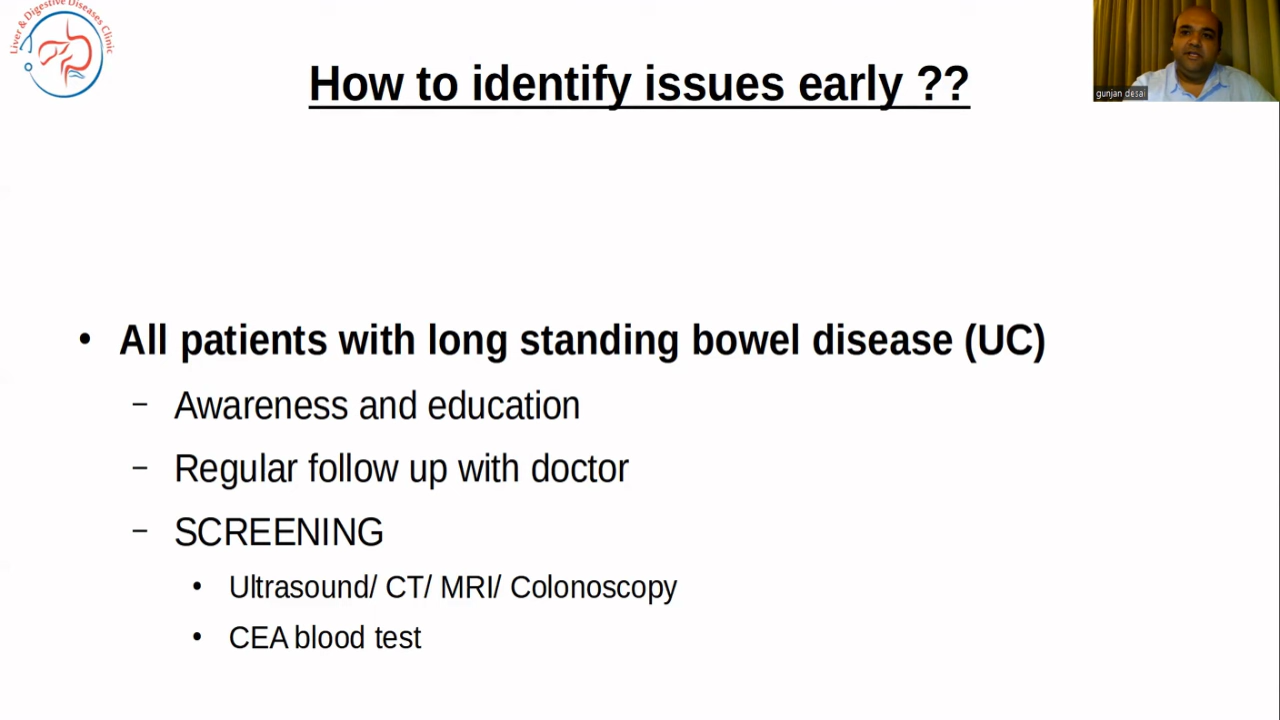 Liver & Digestive Diseases Clinic
How to identify issues early ??
gunjan desai
• All patients with long standing bowel disease (UC)
– Awareness and education
– Regular follow up with doctor
– SCREENING
• Ultrasound/ CT/ MRI/ Colonoscopy
• CEA blood test